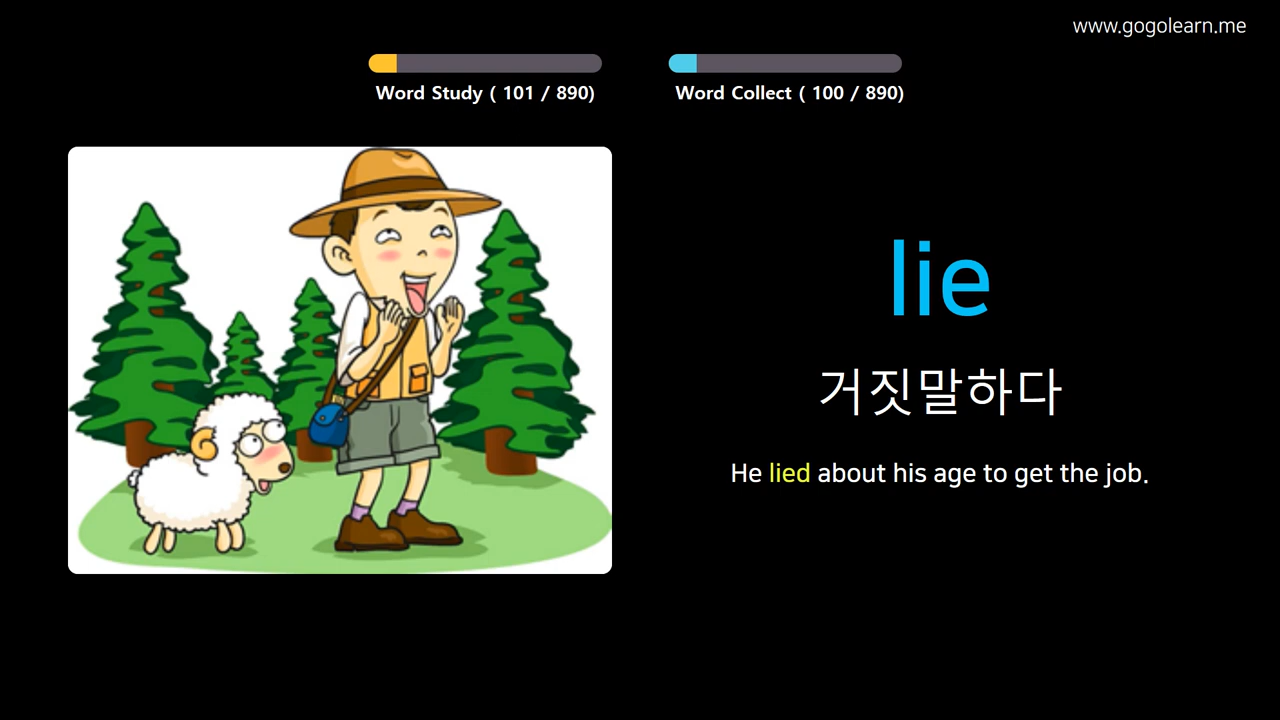 www.gogolearn.me
Word Study ( 101 / 890)
Word Collect ( 100 / 890)
lie
거짓말하다
He lied about his age to get the job.